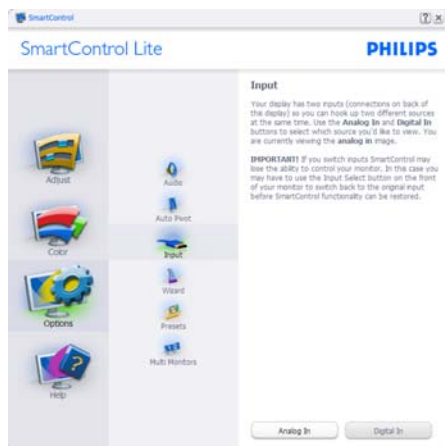 SmartControl
SmartControl Lite
PHILIPS
Adjust
Color
Options
Help
Audio
Auto Pivot
Input
Wizard
Presets
Multi Monitors
Input
Your display has two inputs (connections on back of
the display) so you can hook up two different sources
at the same time. Use the Analog In and Digital In
buttons to select which source you'd like to view. You
are currently viewing the analog in image.
IMPORTANT! If you switch inputs SmartControl may
lose the ability to control your monitor. In this case you
may have to use the Input Select button on the front
of your monitor to switch back to the original input
before SmartControl functionality can be restored.
Analog In
Digital In